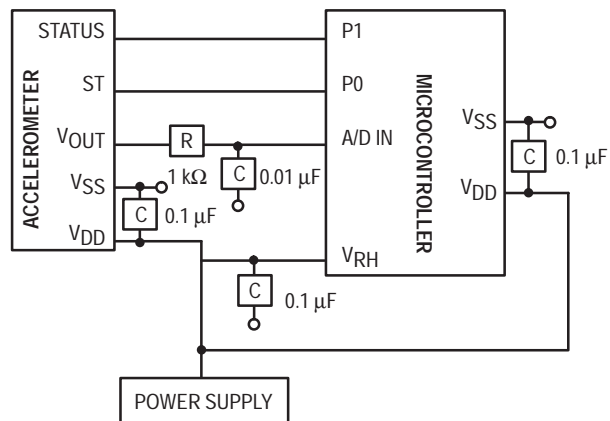 STATUS
ST
VOUT
VSS
VDD
ACCELEROMETER
R
1 kΩ
C
0.01 µF
C
0.1 µF
P1
P0
A/D IN
VRH
MICROCONTROLLER
VSS
VDD
C
0.1 µF
C
0.1 µF
POWER SUPPLY